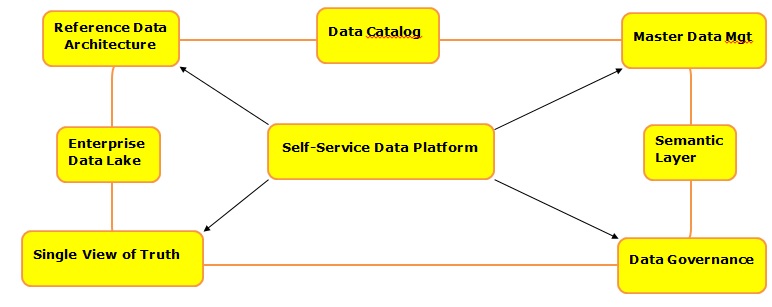 Reference Data
Architecture
Data Catalog
Master Data Mgt
Enterprise
Data Lake
Self-Service Data Platform
Semantic
Layer
Single View of Truth
Data Governance